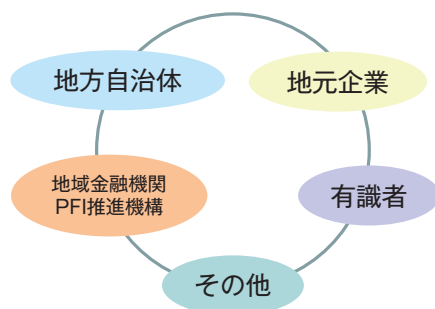 地方自治体
地元企業
地域金融機関
PFI推進機構
有識者
その他